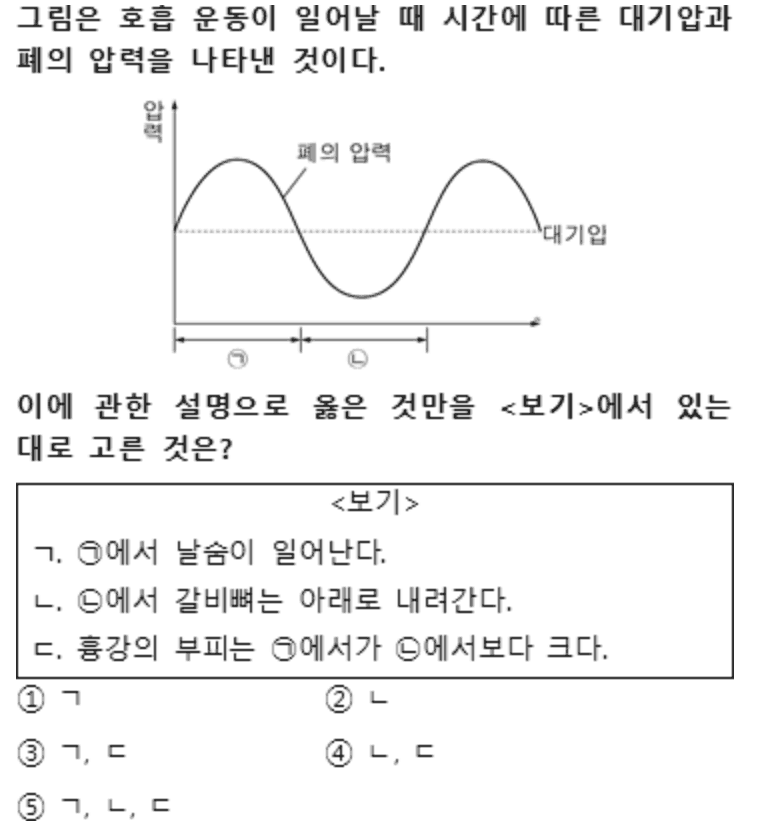 그림은 호흡 운동이 일어날 때 시간에 따른 대기압과
폐의 압력을 나타낸 것이다.
압력
폐의 압력
대기압
㉠ ㉡
이에 관한 설명으로 옳은 것만을 <보기>에서 있는
대로 고른 것은?
<보기>
ㄱ. ㉠에서 날숨이 일어난다.
ㄴ. ㉡에서 갈비뼈는 아래로 내려간다.
ㄷ. 흉강의 부피는 ㉠에서가 ㉡에서보다 크다.
① ㄱ ② ㄴ
③ ㄱ, ㄷ ④ ㄴ, ㄷ
⑤ ㄱ, ㄴ, ㄷ